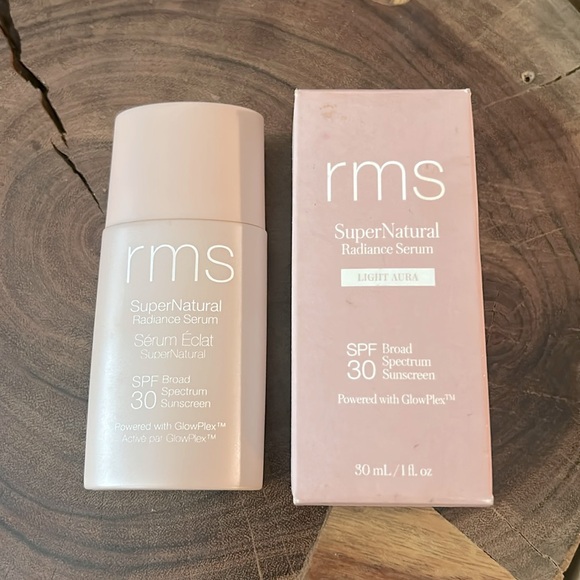 rms
SuperNatural
Radiance Serum
Sérum Éclat
SuperNatural
SPF 30 Broad
Spectrum
Sunscreen
Powered with GlowPlex™
Activé par GlowPlex™
rms
SuperNatural
Radiance Serum
LIGHT AURA
SPF 30 Broad
Spectrum
Sunscreen
Powered with GlowPlex™
30 mL / 1 fl. oz